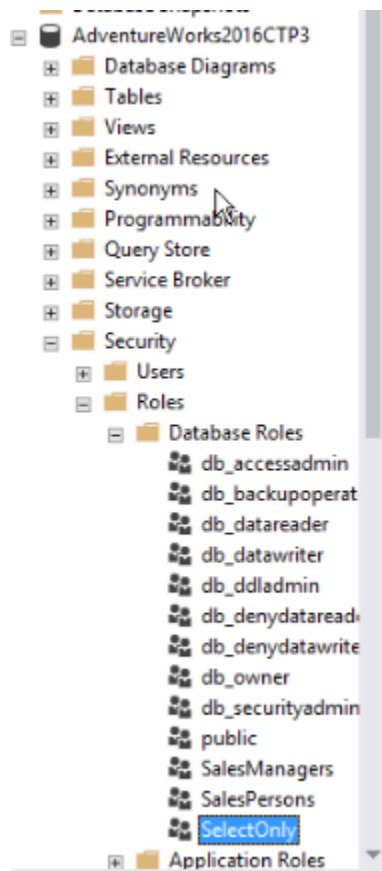 AdventureWorks2016CTP3
Database Diagrams
Tables
Views
External Resources
Synonyms
Programmability
Query Store
Service Broker
Storage
Security
Users
Roles
Database Roles
db_accessadmin
db_backupoperat
db_datareader
db_datawriter
db_ddladmin
db_denydatareade
db_denydatawrite
db_owner
db_securityadmin
public
SalesManagers
SalesPersons
SelectOnly
Application Roles